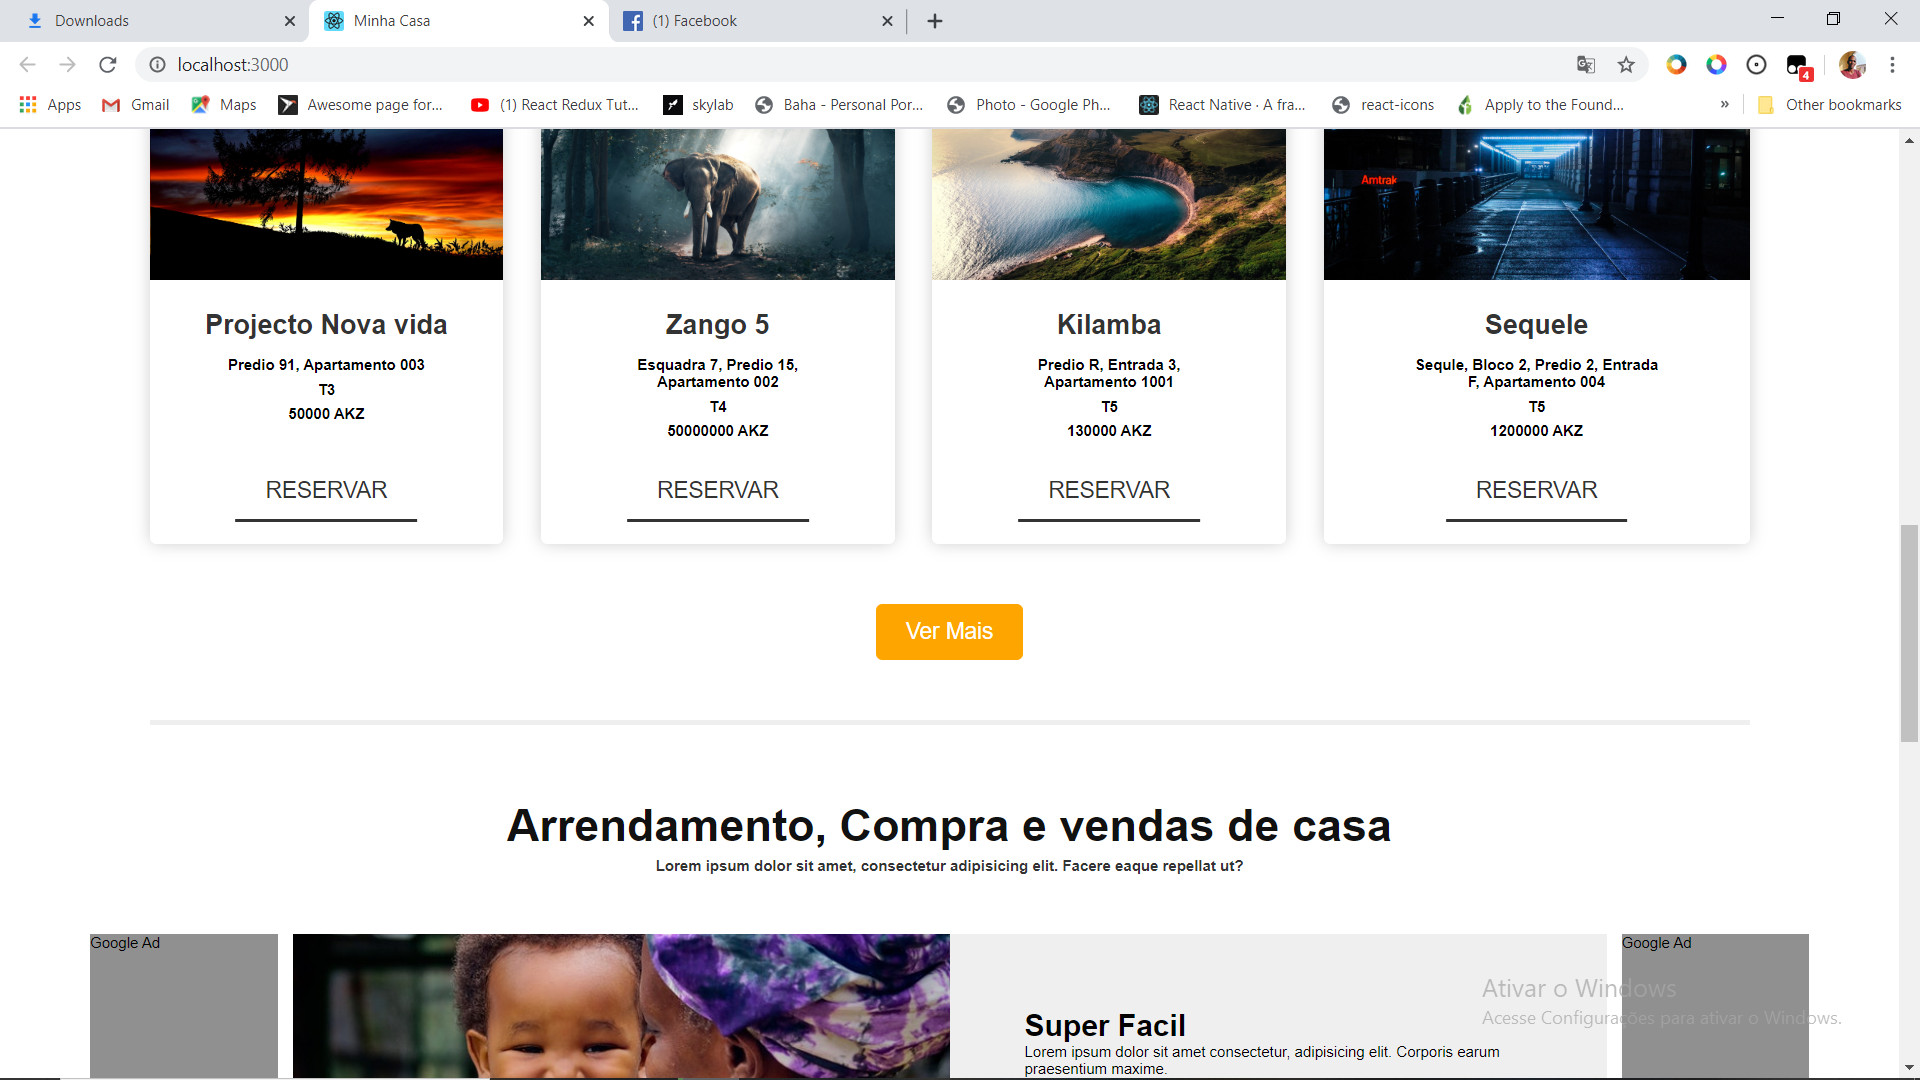 Downloads
Minha Casa
(1) Facebook
localhost:3000
4
Apps
Gmail
Maps
Awesome page for...
(1) React Redux Tut...
skylab
Baha - Personal Por...
Photo - Google Ph...
React Native · A fra...
react-icons
Apply to the Found...
»
Other bookmarks
Amtrak
Projecto Nova vida
Predio 91, Apartamento 003
T3
50000 AKZ
RESERVAR
Zango 5
Esquadra 7, Predio 15,
Apartamento 002
T4
50000000 AKZ
RESERVAR
Kilamba
Predio R, Entrada 3,
Apartamento 1001
T5
130000 AKZ
RESERVAR
Sequele
Sequle, Bloco 2, Predio 2, Entrada
F, Apartamento 004
T5
1200000 AKZ
RESERVAR
Ver Mais
Arrendamento, Compra e vendas de casa
Lorem ipsum dolor sit amet, consectetur adipisicing elit. Facere eaque repellat ut?
Google Ad
Super Facil
Lorem ipsum dolor sit amet consectetur, adipisicing elit. Corporis earum
praesentium maxime.
Google Ad
Ativar o Windows
Acesse Configurações para ativar o Windows.